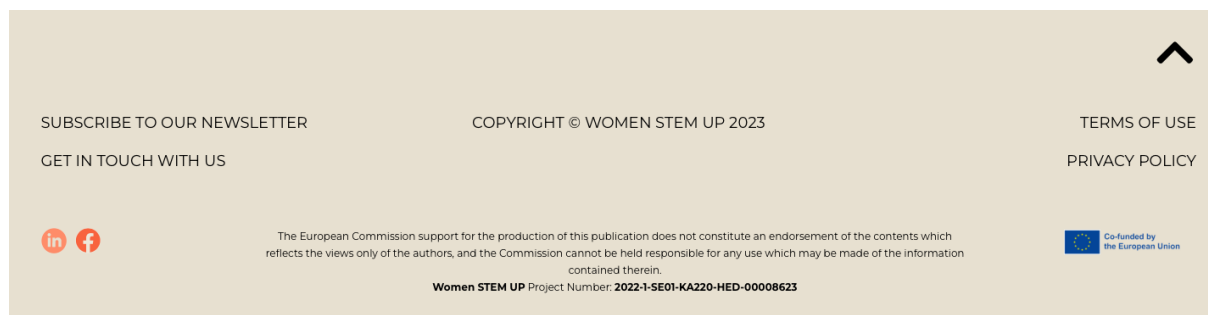 SUBSCRIBE TO OUR NEWSLETTER
GET IN TOUCH WITH US
COPYRIGHT © WOMEN STEM UP 2023
TERMS OF USE
PRIVACY POLICY
in f
The European Commission support for the production of this publication does not constitute an endorsement of the contents which
reflects the views only of the authors, and the Commission cannot be held responsible for any use which may be made of the information
contained therein.
Women STEM UP Project Number: 2022-1-SE01-KA220-HED-00008623
Co-funded by
the European Union